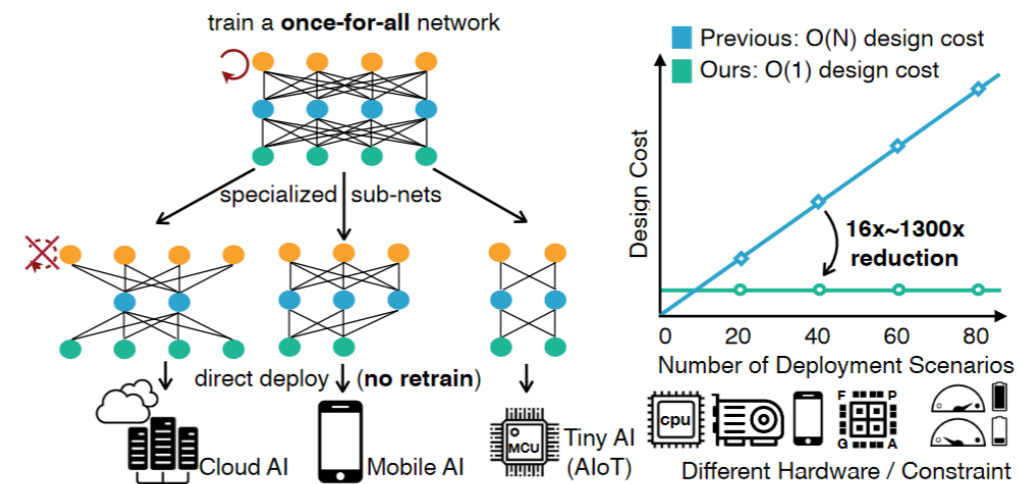 train a once-for-all network
specialized sub-nets
direct deploy (no retrain)
Cloud AI
Mobile AI
MCU
Tiny AI
(AIoT)
Previous: O(N) design cost
Ours: O(1) design cost
Design Cost
16x~1300x
reduction
0 20 40 60 80
Number of Deployment Scenarios
cpu
F P
G A
Different Hardware / Constraint